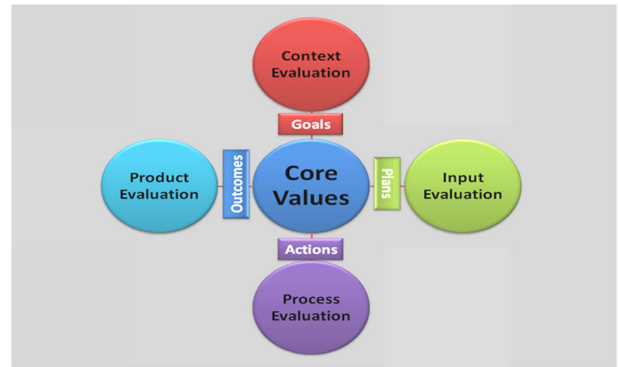 Context
Evaluation
Goals
Product
Evaluation
Outcomes
Core
Values
Plans
Input
Evaluation
Actions
Process
Evaluation